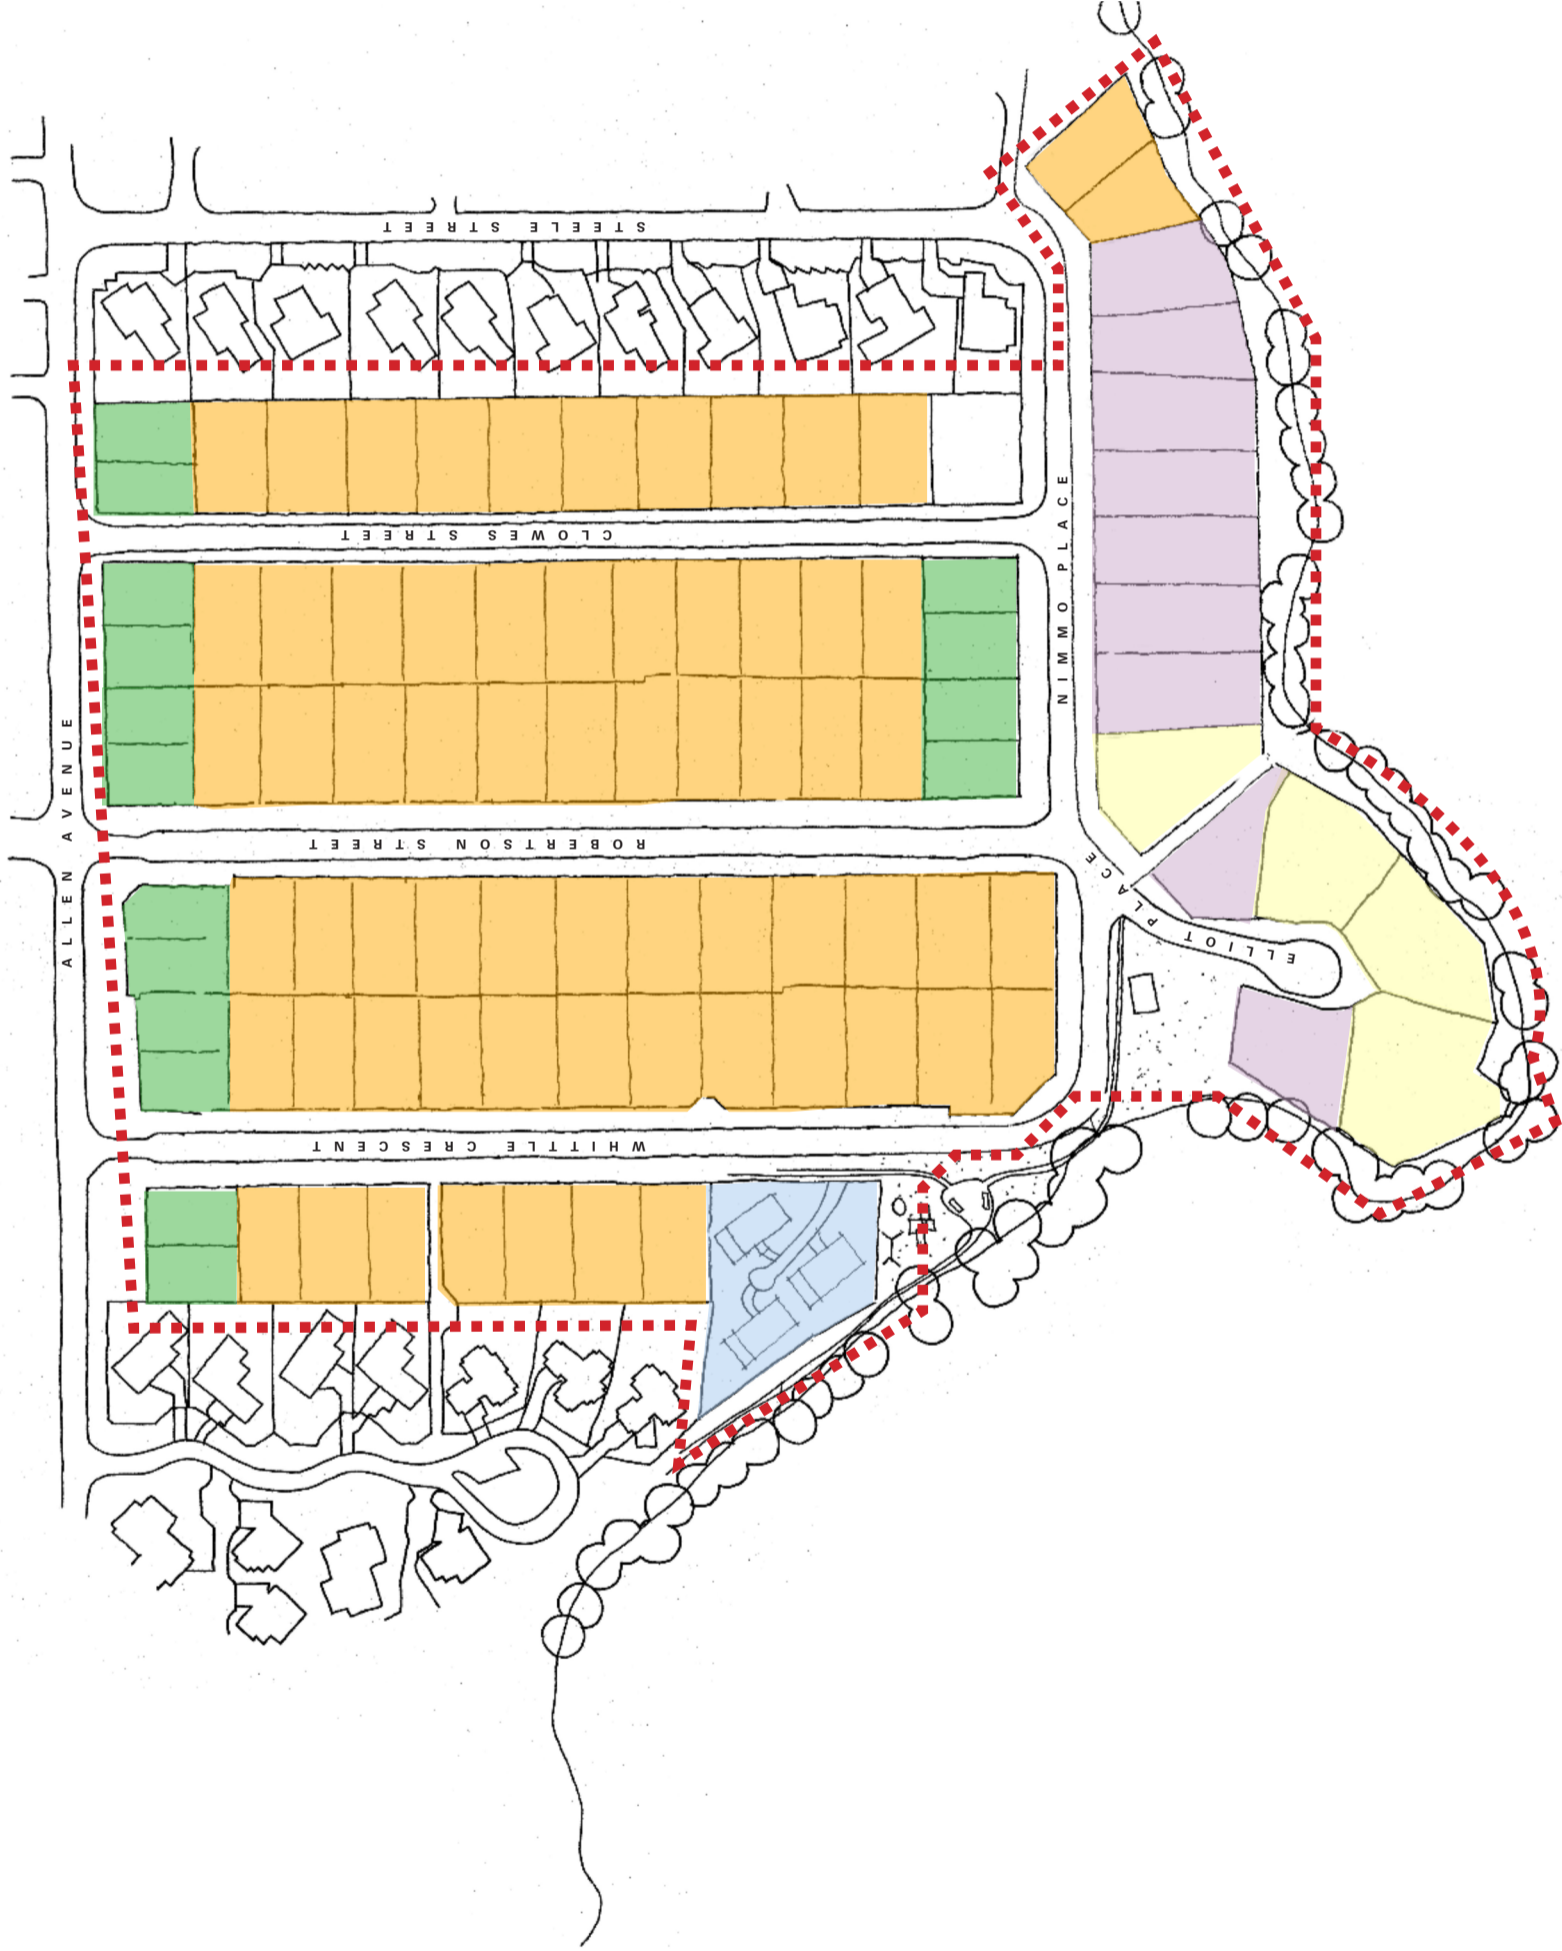 STEELE STREET
CLOWES STREET
NIMMO PLACE
ALLEN AVENUE
ROBERTSON STREET
ELLIOT PLACE
WHITTLE CRESCENT